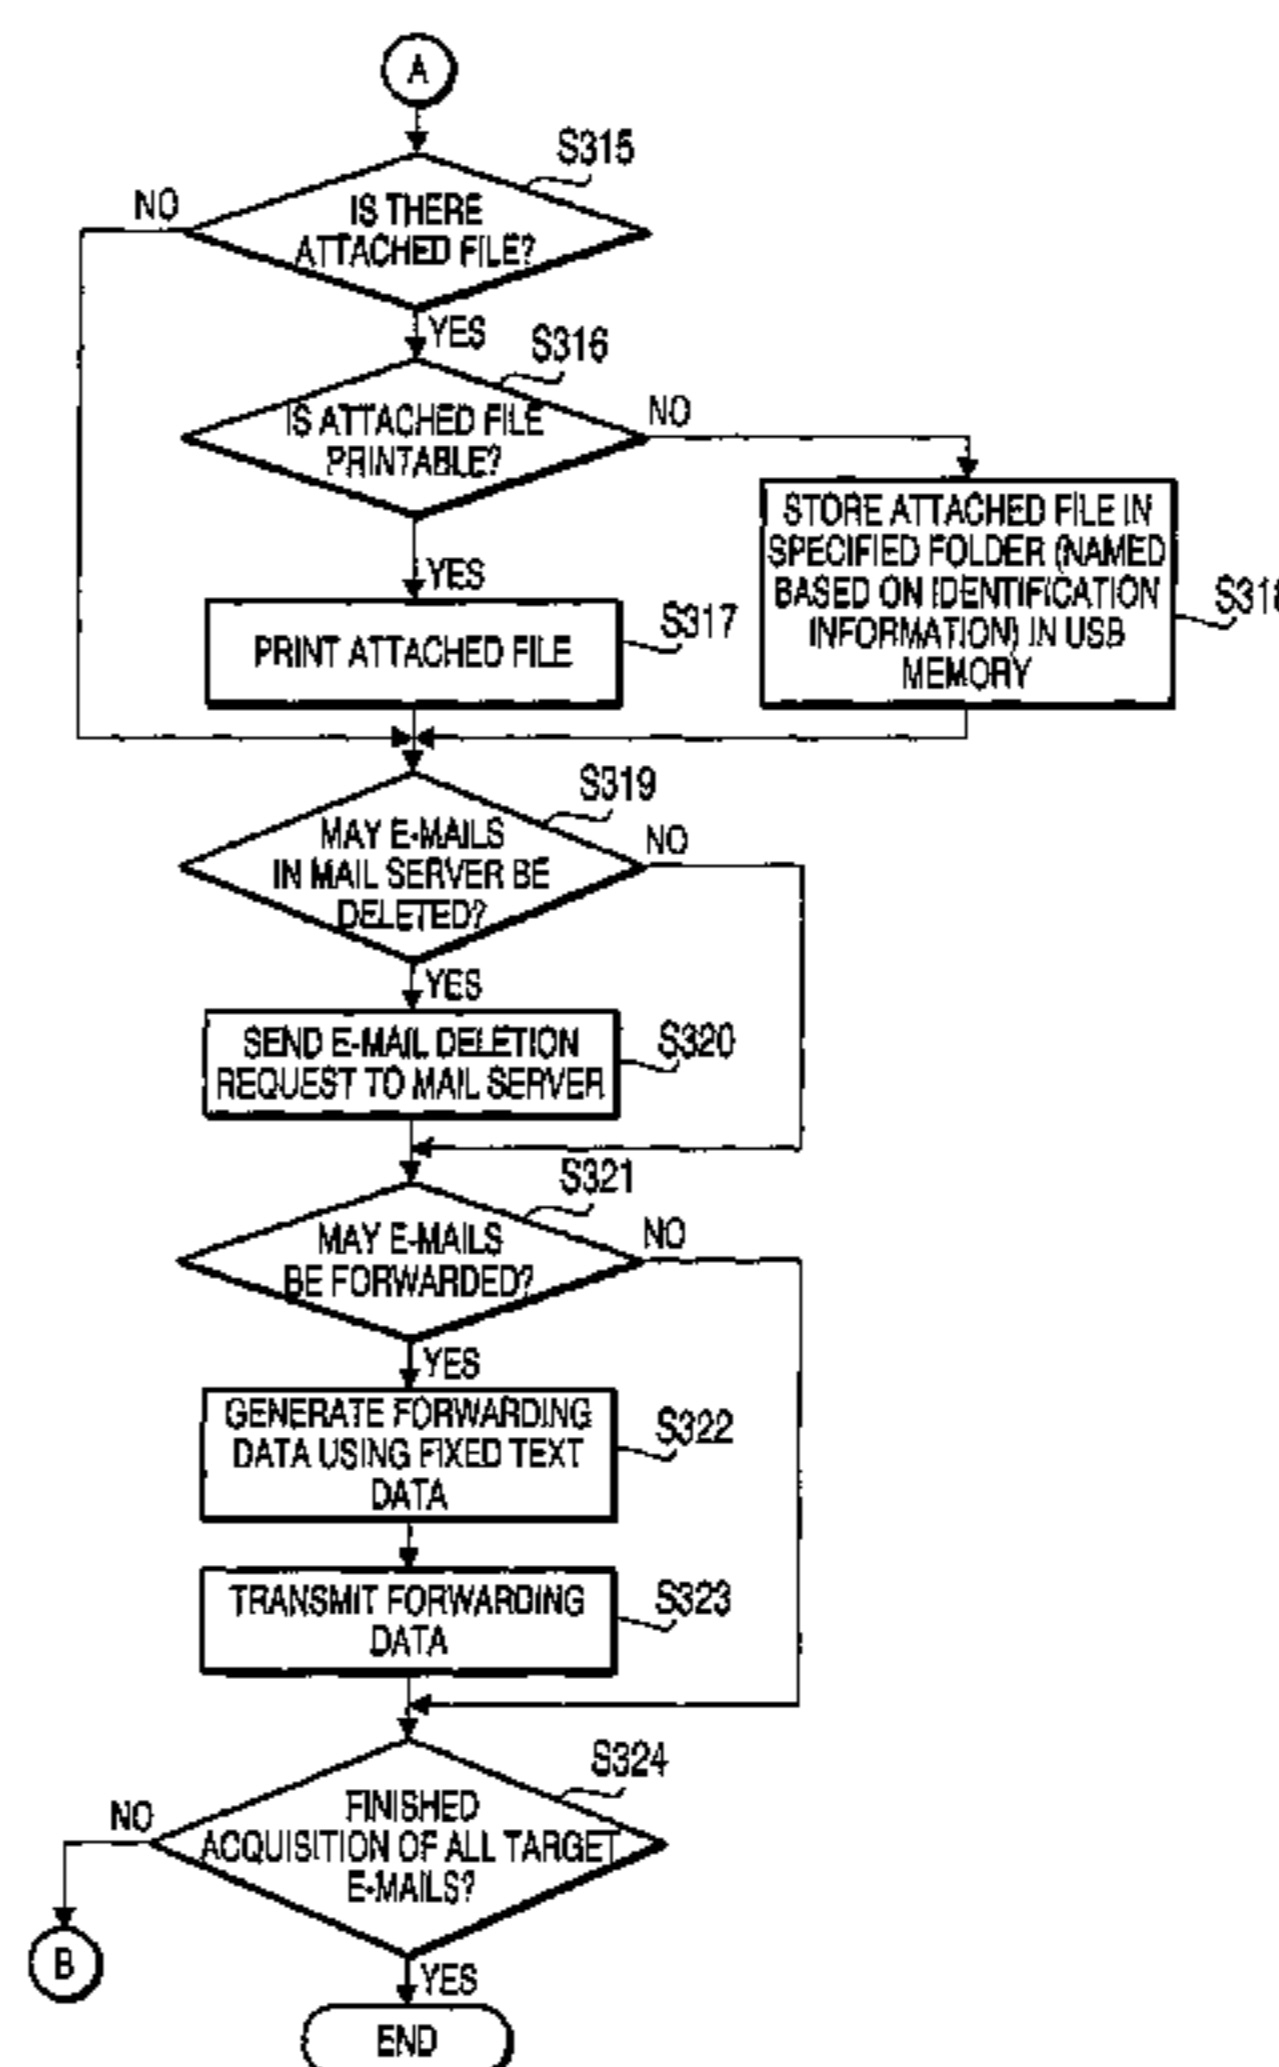 A
S315
IS THERE
ATTACHED FILE?
NO
YES
S316
IS ATTACHED FILE
PRINTABLE?
NO
YES
STORE ATTACHED FILE IN
SPECIFIED FOLDER (NAMED
BASED ON IDENTIFICATION
INFORMATION) IN USB
MEMORY
S318
PRINT ATTACHED FILE
S317
S319
MAY E-MAILS
IN MAIL SERVER BE
DELETED?
NO
YES
SEND E-MAIL DELETION
REQUEST TO MAIL SERVER
S320
S321
MAY E-MAILS
BE FORWARDED?
NO
YES
GENERATE FORWARDING
DATA USING FIXED TEXT
DATA
S322
TRANSMIT FORWARDING
DATA
S323
S324
FINISHED
ACQUISITION OF ALL TARGET
E-MAILS?
NO
B
YES
END